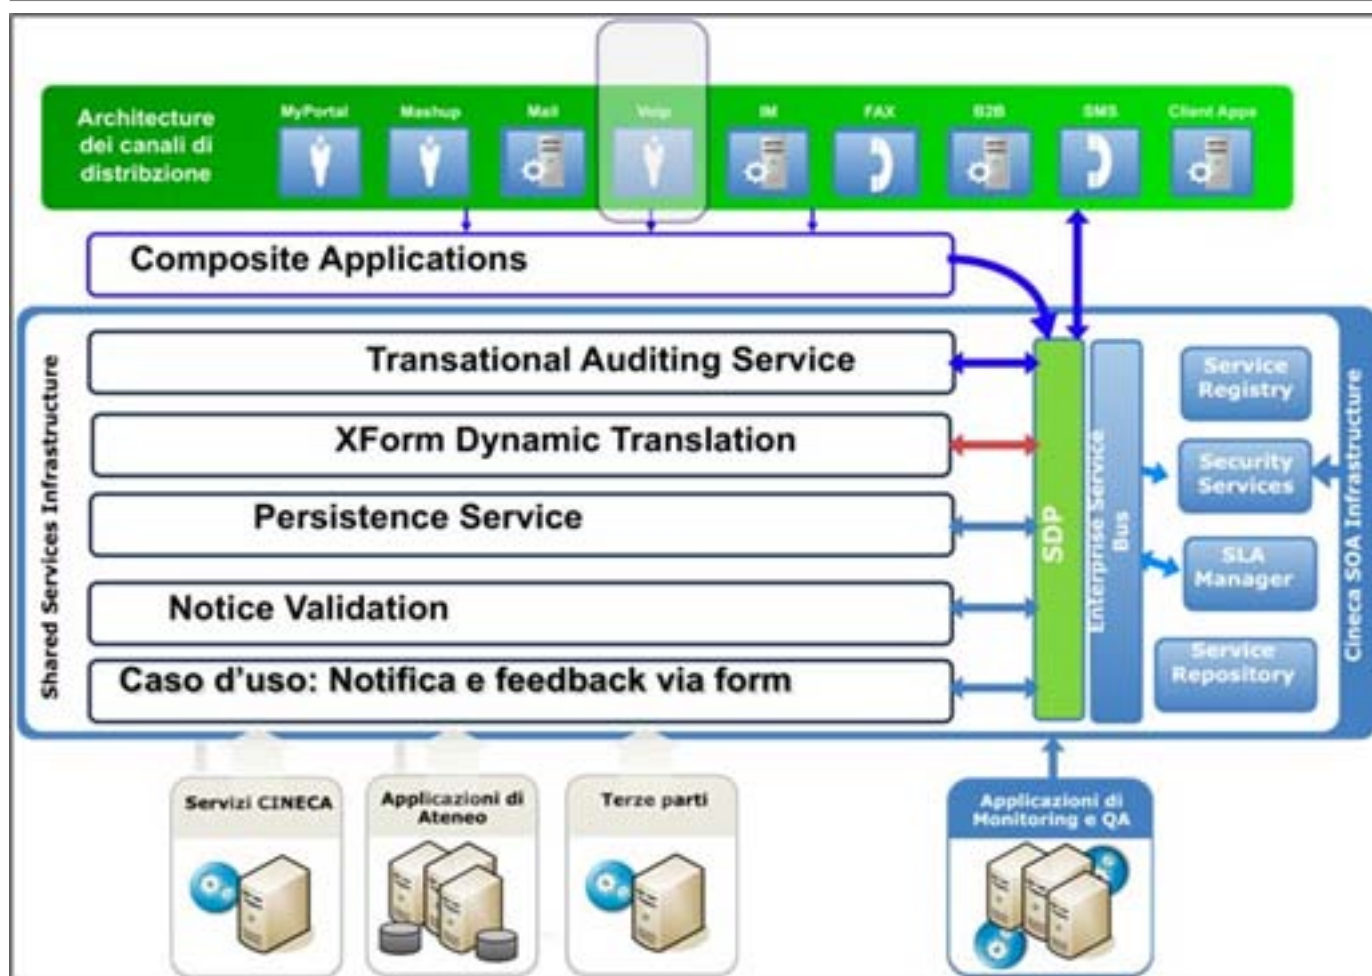 Architecture
dei canali di
distribzione
MyPortal
Mashup
Mail
Voip
IM
FAX
B2B
SMS
Client Apps
Composite Applications
Shared Services Infrastructure
Transational Auditing Service
XForm Dynamic Translation
Persistence Service
Notice Validation
Caso d'uso: Notifica e feedback via form
SDP
Enterprise Service
Bus
Service
Registry
Security
Services
SLA
Manager
Service
Repository
Cineca SOA Infrastructure
Servizi CINECA
Applicazioni di
Ateneo
Terze parti
Applicazioni di
Monitoring e QA